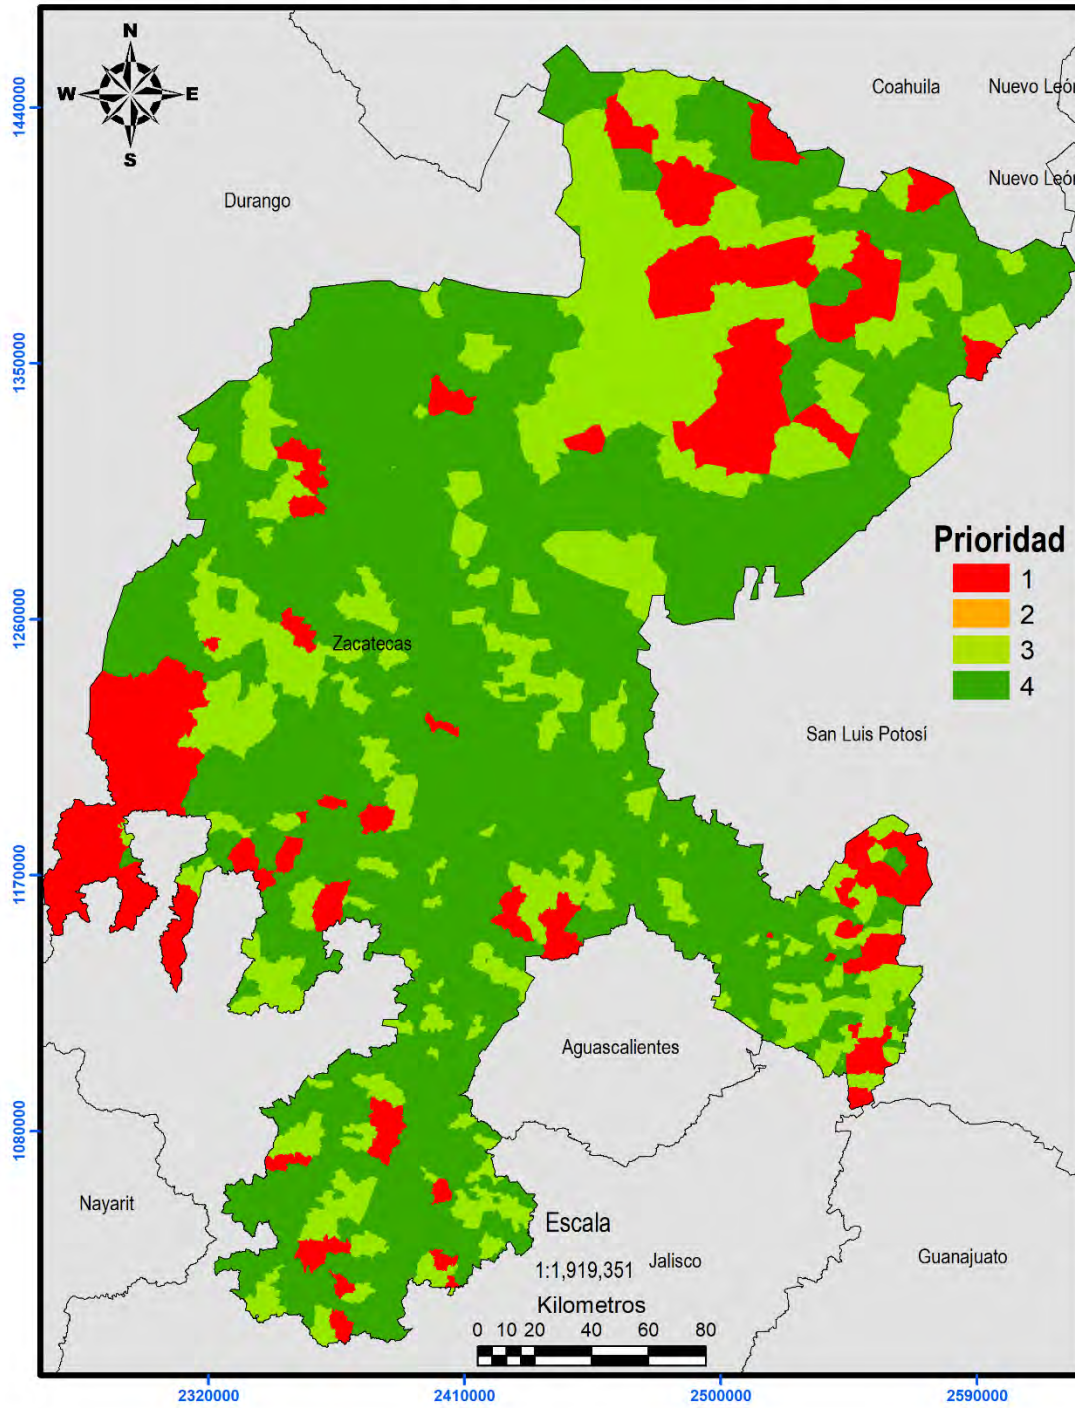 N
W E
S
Coahuila
Nuevo León
Nuevo León
Durango
Prioridad
1
2
3
4
Zacatecas
San Luis Potosí
Aguascalientes
Nayarit
Escala
1:1,919,351
Jalisco
Guanajuato
Kilometros
0 10 20 40 60 80
1440000
1350000
1260000
1170000
1080000
2320000 2410000 2500000 2590000